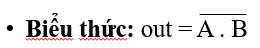 • Biểu thức: out = A . B